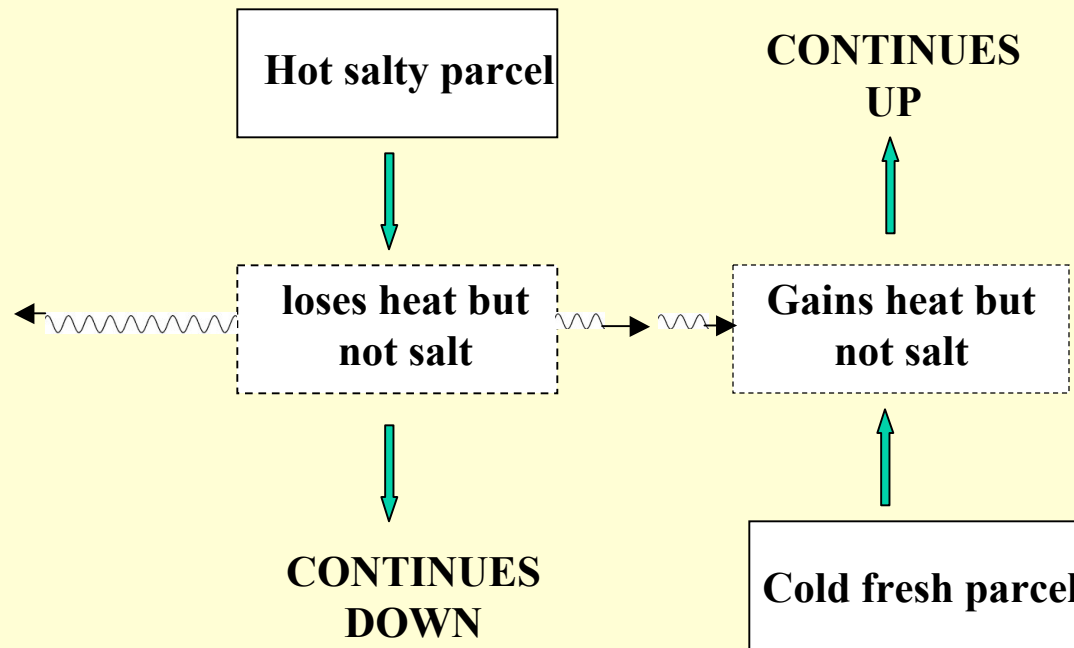 Hot salty parcel
CONTINUES
UP
loses heat but
not salt
Gains heat but
not salt
CONTINUES
DOWN
Cold fresh parcel